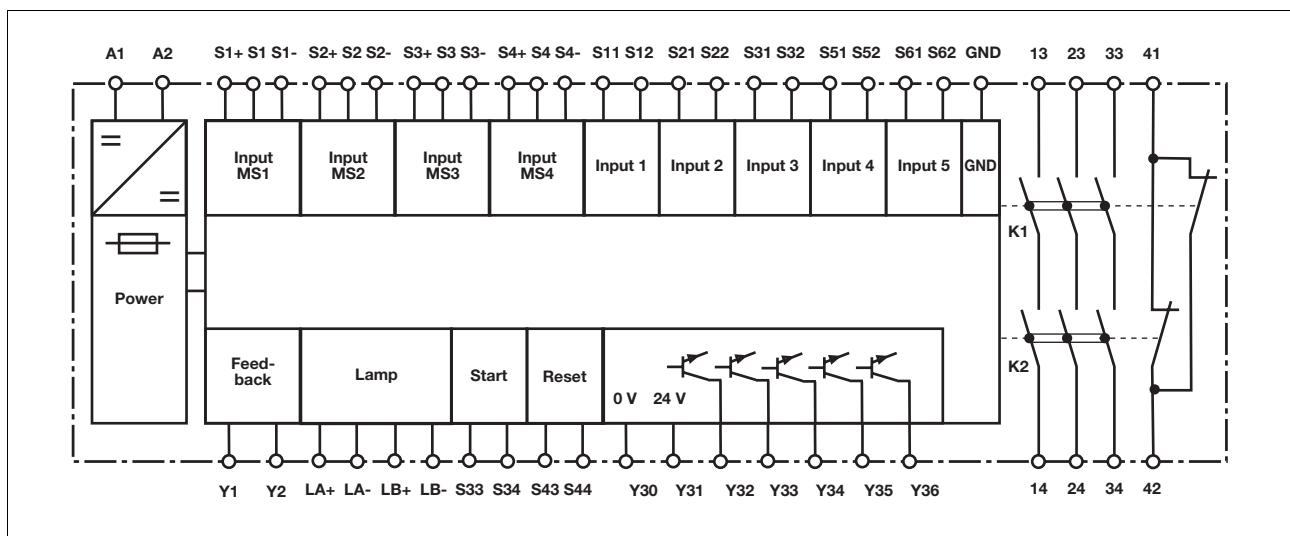 A1 A2 S1+ S1 S1- S2+ S2 S2- S3+ S3 S3- S4+ S4 S4- S11 S12 S21 S22 S31 S32 S51 S52 S61 S62 GND 13 23 33 41
Input MS1
Input MS2
Input MS3
Input MS4
Input 1
Input 2
Input 3
Input 4
Input 5
GND
K1
Power
Feed-
back
Lamp
Start
Reset
0 V 24 V
K2
Y1 Y2 LA+ LA- LB+ LB- S33 S34 S43 S44 Y30 Y31 Y32 Y33 Y34 Y35 Y36 14 24 34 42